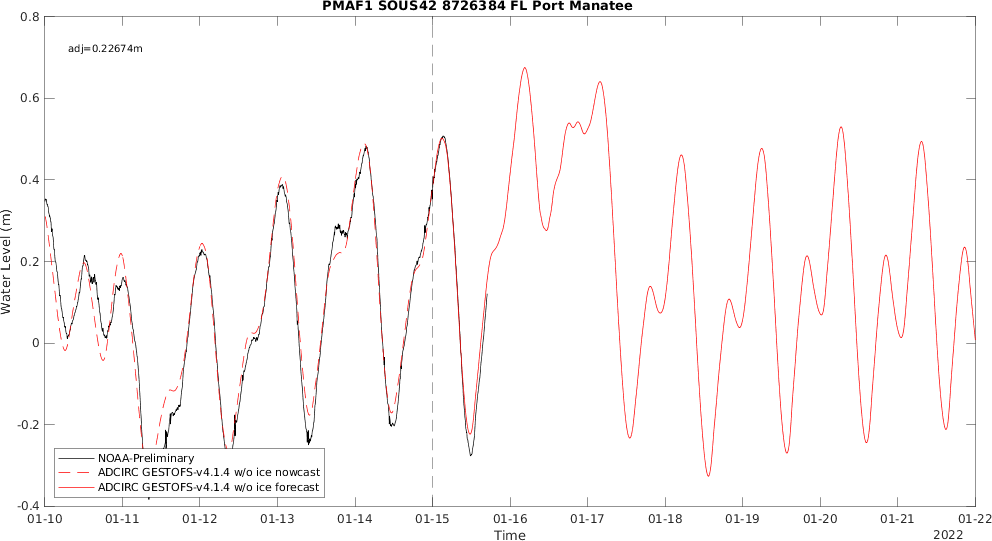 PMAF1 SOUS42 8726384 FL Port Manatee
0.8
adj=0.22674m
0.6
0.4
0.2
0
-0.2
-0.4
Water Level (m)
NOAA-Preliminary
ADCIRC GESTOFS-v4.1.4 w/o ice nowcast
ADCIRC GESTOFS-v4.1.4 w/o ice forecast
01-10 01-11 01-12 01-13 01-14 01-15 01-16 01-17 01-18 01-19 01-20 01-21 01-22
Time
2022